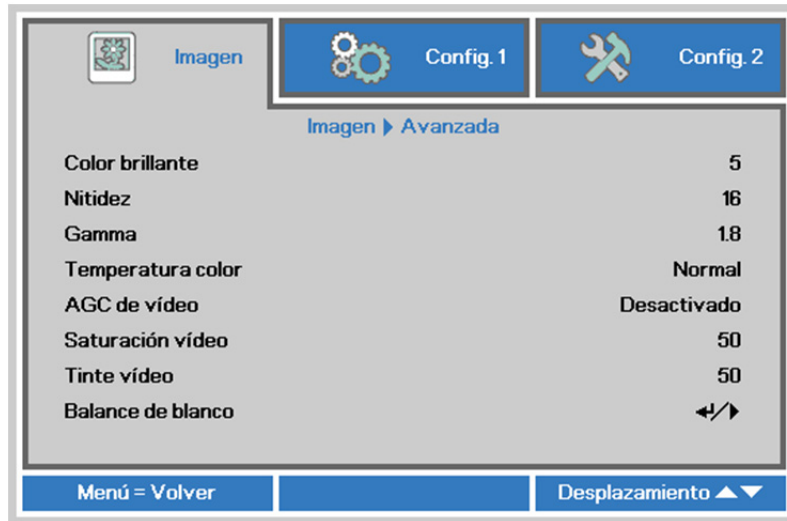 Imagen Config. 1 Config. 2
Imagen Avanzada
Color brillante 5
Nitidez 16
Gamma 1.8
Temperatura color Normal
AGC de vídeo Desactivado
Saturación vídeo 50
Tinte vídeo 50
Balance de blanco
Menú = Volver Desplazamiento